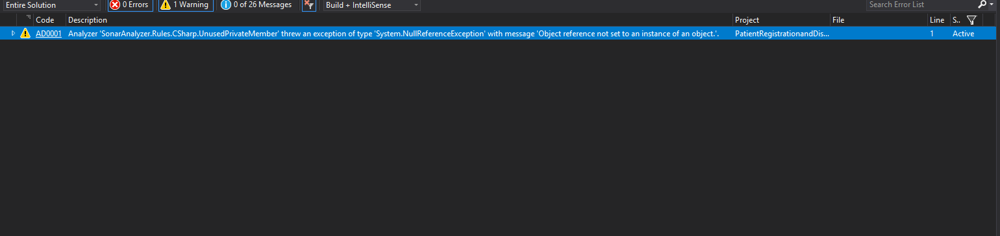 Entire Solution 0 Errors 1 Warning 0 of 26 Messages Build + IntelliSense Search Error List
Code Description Project File Line S..
AD0001 Analyzer 'SonarAnalyzer.Rules.CSharp.UnusedPrivateMember' threw an exception of type 'System.NullReferenceException' with message 'Object reference not set to an instance of an object.'. PatientRegistrationandDis... 1 Active